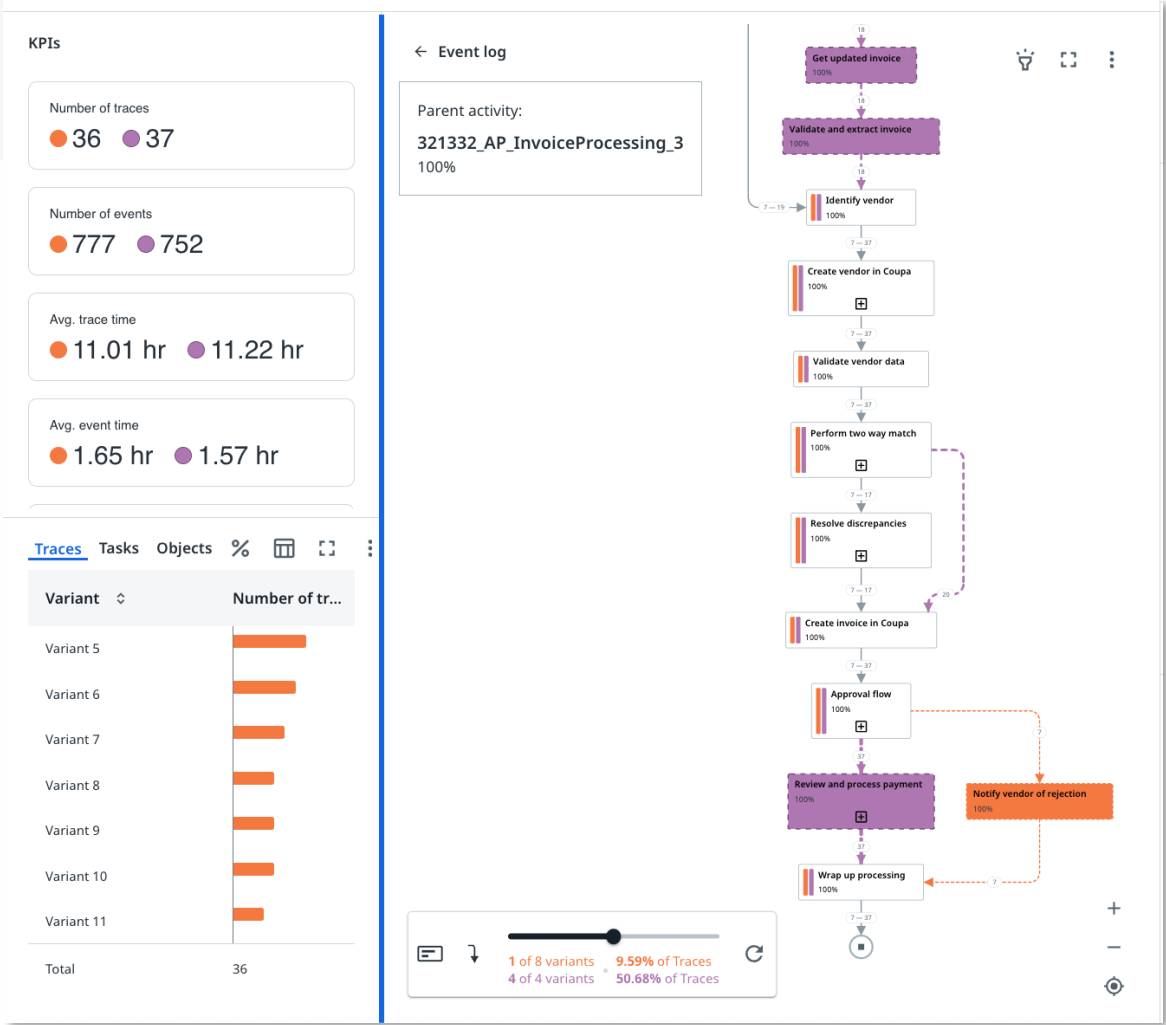 KPIs
Number of traces
36 37
Number of events
777 752
Avg. trace time
11.01 hr 11.22 hr
Avg. event time
1.65 hr 1.57 hr
Traces Tasks Objects
Variant Number of tr...
Variant 5
Variant 6
Variant 7
Variant 8
Variant 9
Variant 10
Variant 11
Total 36
Event log
Parent activity:
321332_AP_InvoiceProcessing_3
100%
18
Get updated invoice
100%
18
Validate and extract invoice
100%
18
7 — 19
Identify vendor
100%
7 — 37
Create vendor in Coupa
100%
7 — 37
Validate vendor data
100%
7 — 37
Perform two way match
100%
7 — 17
Resolve discrepancies
100%
7 — 17
20
Create invoice in Coupa
100%
7 — 37
Approval flow
100%
7
37
Review and process payment
100%
Notify vendor of rejection
100%
37
Wrap up processing
100%
7
7 — 37
1 of 8 variants 9.59% of Traces
4 of 4 variants 50.68% of Traces